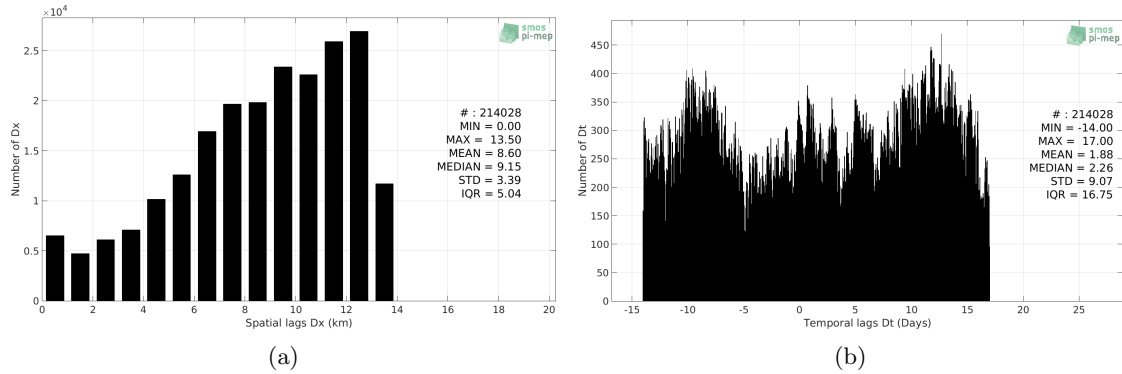 ×10⁴
2.5
2
1.5
1
0.5
0
0 2 4 6 8 10 12 14 16 18 20
Number of Dx
Spatial lags Dx (km)
smos
pi-mep
# : 214028
MIN = 0.00
MAX = 13.50
MEAN = 8.60
MEDIAN = 9.15
STD = 3.39
IQR = 5.04
(a)
450
400
350
300
250
200
150
100
50
0
-15 -10 -5 0 5 10 15 20 25
Number of Dt
Temporal lags Dt (Days)
smos
pi-mep
# : 214028
MIN = -14.00
MAX = 17.00
MEAN = 1.88
MEDIAN = 2.26
STD = 9.07
IQR = 16.75
(b)